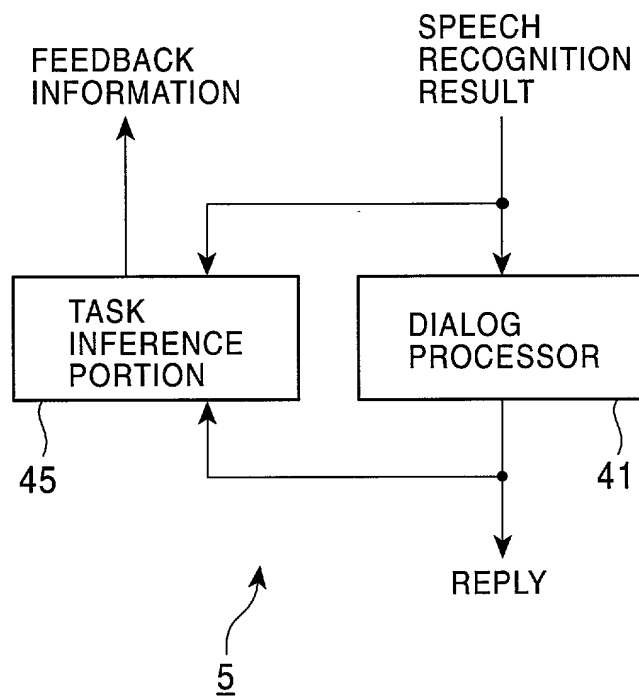 FEEDBACK
INFORMATION
SPEECH
RECOGNITION
RESULT
TASK
INFERENCE
PORTION
DIALOG
PROCESSOR
45
41
REPLY
5